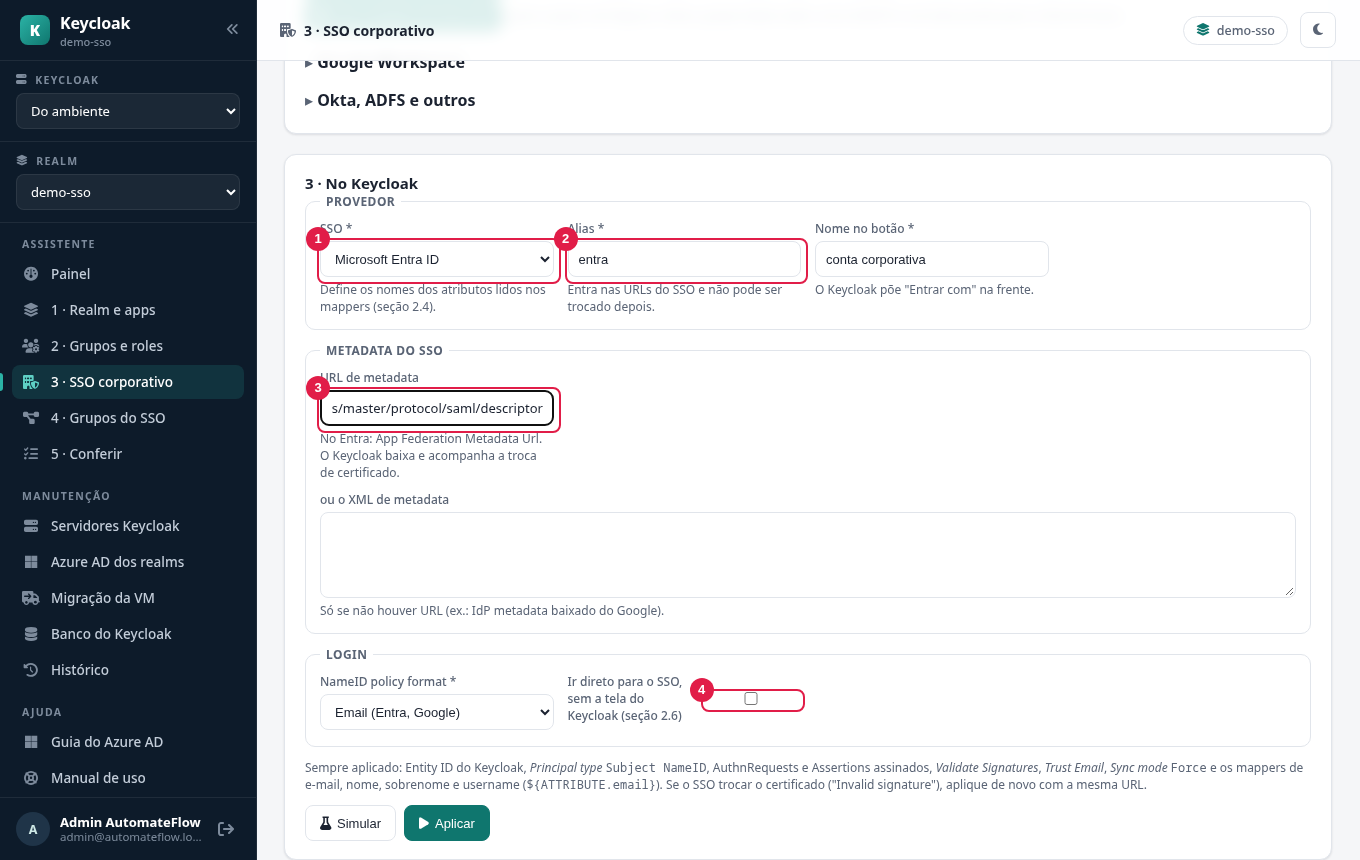 K
Keycloak
demo-sso
KEYCLOAK
Do ambiente
REALM
demo-sso
ASSISTENTE
Painel
1 · Realm e apps
2 · Grupos e roles
3 · SSO corporativo
4 · Grupos do SSO
5 · Conferir
MANUTENÇÃO
Servidores Keycloak
Azure AD dos realms
Migração da VM
Banco do Keycloak
Histórico
AJUDA
Guia do Azure AD
Manual de uso
A
Admin AutomateFlow
admin@automateflow.lo...
3 · SSO corporativo
demo-sso
Google Workspace
Okta, ADFS e outros
3 · No Keycloak
PROVEDOR
SSO *
Alias *
Nome no botão *
1
2
Microsoft Entra ID
entra
conta corporativa
Define os nomes dos atributos lidos nos
mappers (seção 2.4).
Entra nas URLs do SSO e não pode ser
trocado depois.
O Keycloak põe "Entrar com" na frente.
METADATA DO SSO
URL de metadata
3
s/master/protocol/saml/descriptor
No Entra: App Federation Metadata Url.
O Keycloak baixa e acompanha a troca
de certificado.
ou o XML de metadata
Só se não houver URL (ex.: IdP metadata baixado do Google).
LOGIN
NameID policy format *
Email (Entra, Google)
Ir direto para o SSO,
sem a tela do
Keycloak (seção 2.6)
4
Sempre aplicado: Entity ID do Keycloak, Principal type Subject NameID, AuthnRequests e Assertions assinados, Validate Signatures, Trust Email, Sync mode Force e os mappers de
e-mail, nome, sobrenome e username (${ATTRIBUTE.email}). Se o SSO trocar o certificado ("Invalid signature"), aplique de novo com a mesma URL.
Simular
Aplicar